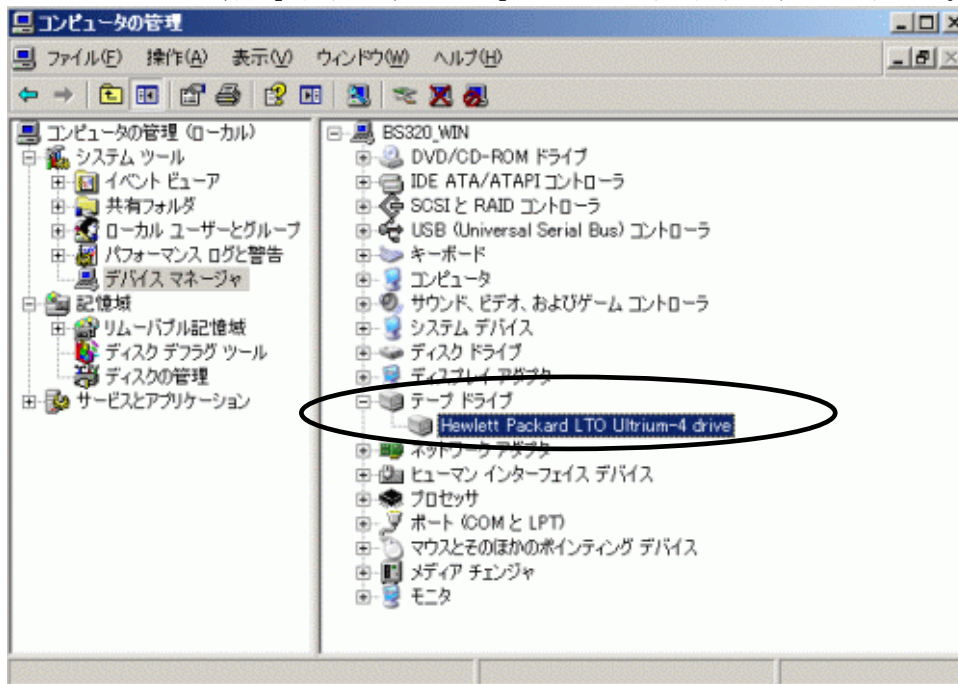 コンピュータの管理
ファイル(F) 操作(A) 表示(V) ウィンドウ(W) ヘルプ(H)
コンピュータの管理 (ローカル)
システム ツール
イベント ビューア
共有フォルダ
ローカル ユーザーとグループ
パフォーマンス ログと警告
デバイス マネージャ
記憶域
リムーバブル記憶域
ディスク デフラグ ツール
ディスクの管理
サービスとアプリケーション
BS320_WIN
DVD/CD-ROM ドライブ
IDE ATA/ATAPI コントローラ
SCSI と RAID コントローラ
USB (Universal Serial Bus) コントローラ
キーボード
コンピュータ
サウンド、ビデオ、およびゲーム コントローラ
システム デバイス
ディスク ドライブ
ディスプレイ アダプタ
テープ ドライブ
Hewlett Packard LTO Ultrium-4 drive
ネットワーク アダプタ
ヒューマン インターフェイス デバイス
プロセッサ
ポート (COM と LPT)
マウスとそのほかのポインティング デバイス
メディア チェンジャ
モニタ